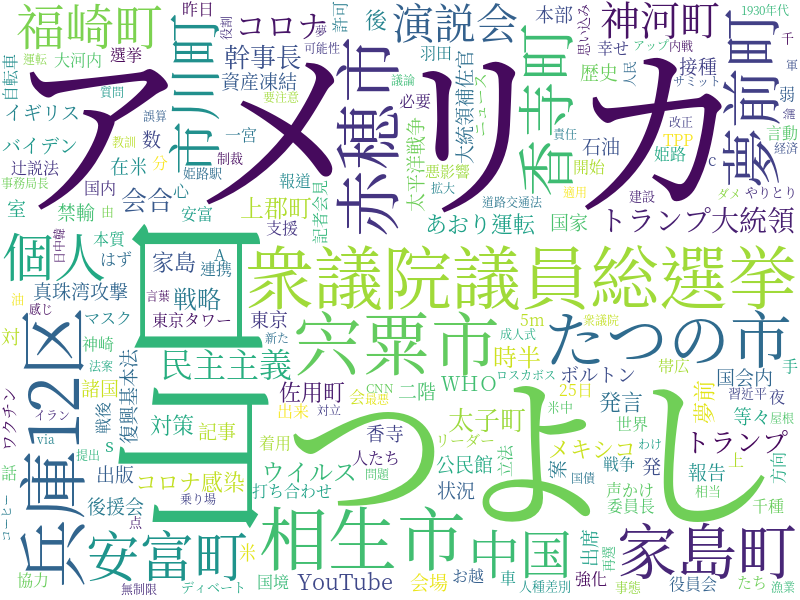 アメリカ
山口つよし
衆議院議員総選挙
兵庫12区
赤穂市
市川町
香寺町
夢前町
神河町
福崎町
演説会
コロナ
幹事長
資産凍結
昨日
後
本部
許可
役割
夢
可能性
羽田
幸せ
アップ
内戦
思い込み
1930年代
千
軍
人民
サミット
接種
弱
歴史
ニュース
大統領補佐官
議論
必要
要注意
石油
改正
TPP
言動
経済
姫路
c
責任
開始
悪影響
拡大
太平洋戦争
記者会見
道路交通法
適用
建設
ダメ
やりとり
あおり運転
国家
トランプ大統領
自転車
大河内
選挙
運転
質問
イギリス
バイデン
数
誤算
教訓
一宮
制裁
姫路駅
辻説法
在米
分
事務局長
国内
心
報道
室
禁輸
会合
安富
由
上郡町
支援
個人
日中韓
本質
はず
家島
A
連携
真珠湾攻撃
油
感じ
言葉
戦略
対
マスク
東京タワー
東京
新た
神崎
民主主義
法案
諸国
復興基本法
戦後
イラン
CNN
対立
ワクチン
via
提出
対策
記事
s
着用
出来
会
最悪
二階
佐用町
宍粟市
時半
WHO
5m
成人式
衆議院
たつの市
ロスカボス
ボルトン
25日
習近平
国会内
帯広
手
夜
屋根
発言
等々
夢前
世界
米中
リーダー
太子町
香寺
人たち
メキシコ
わけ
トランプ
公民館
立法
案
戦争
発
上
方向
国債
報告
相当
千種
声かけ
委員長
出版
話
コーヒー
コロナ感染
ウイルス
打ち合わせ
問題
後援会
点
乗り場
状況
安富町
米
相生市
中国
出席
再選
家島町
協力
無制限
ディベート
国境
YouTube
会場
お越し
車
人種差別
強化
事態
役員会
たち
漁業